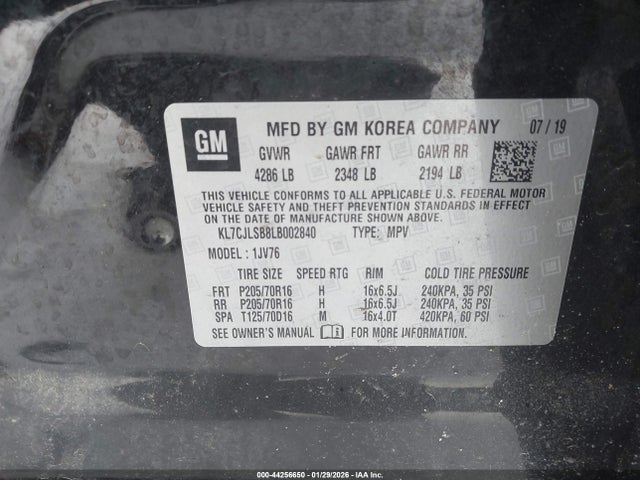 GM MFD BY GM KOREA COMPANY 07/19
GVWR GAWR FRT GAWR RR
4286 LB 2348 LB 2194 LB
THIS VEHICLE CONFORMS TO ALL APPLICABLE U.S. FEDERAL MOTOR
VEHICLE SAFETY AND THEFT PREVENTION STANDARDS IN EFFECT ON
THE DATE OF MANUFACTURE SHOWN ABOVE.
KL7CJLSB8LB002840 TYPE: MPV
MODEL : 1JV76
TIRE SIZE SPEED RTG RIM COLD TIRE PRESSURE
FRT P205/70R16 H 16x6.5J 240KPA, 35 PSI
RR P205/70R16 H 16x6.5J 240KPA, 35 PSI
SPA T125/70D16 M 16x4.0T 420KPA, 60 PSI
SEE OWNER'S MANUAL FOR MORE INFORMATION.
000-44256650 - 01/29/2026 - IAA Inc.